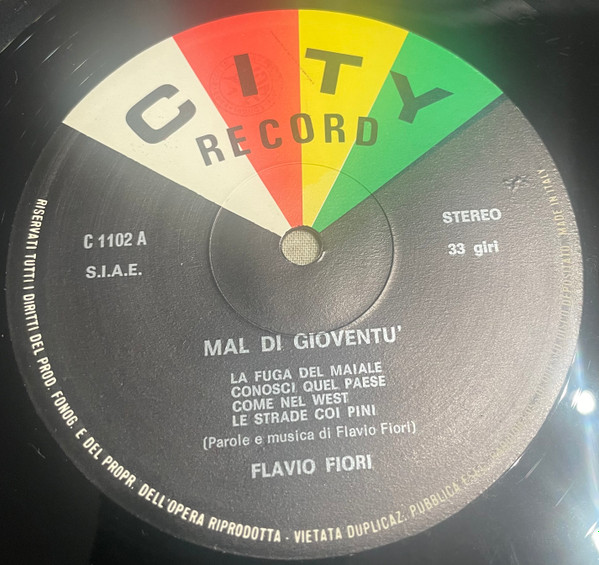 CITY
RECORD
C 1102 A
S.I.A.E.
STEREO
33 giri
MAL DI GIOVENTU'
LA FUGA DEL MAIALE
CONOSCI QUEL PAESE
COME NEL WEST
LE STRADE COI PINI
(Parole e musica di Flavio Fiori)
FLAVIO FIORI
RISERVATI TUTTI I DIRITTI DEL PROD. FONOG. E DEL PROPR. DELL'OPERA RIPRODOTTA - VIETATA DUPLICAZ. PUBBLICA